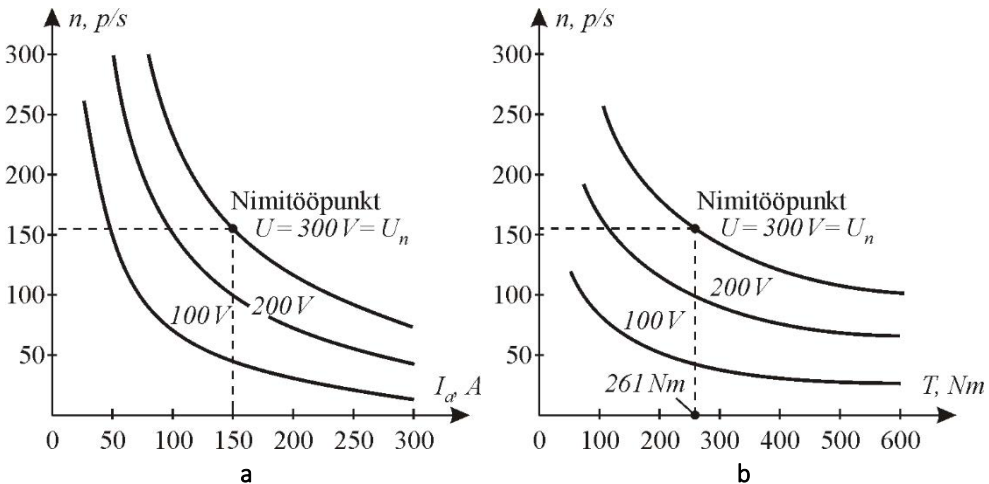 n, p/s
300
250
200
150
100
50
0 50 100 150 200 250 300
Nimitööpunkt
U = 300 V = Uₙ
100 V
200 V
Iₐ, A
a
n, p/s
300
250
200
150
100
50
0 100 200 300 400 500 600
Nimitööpunkt
U = 300 V = Uₙ
200 V
100 V
261 Nm
T, Nm
b